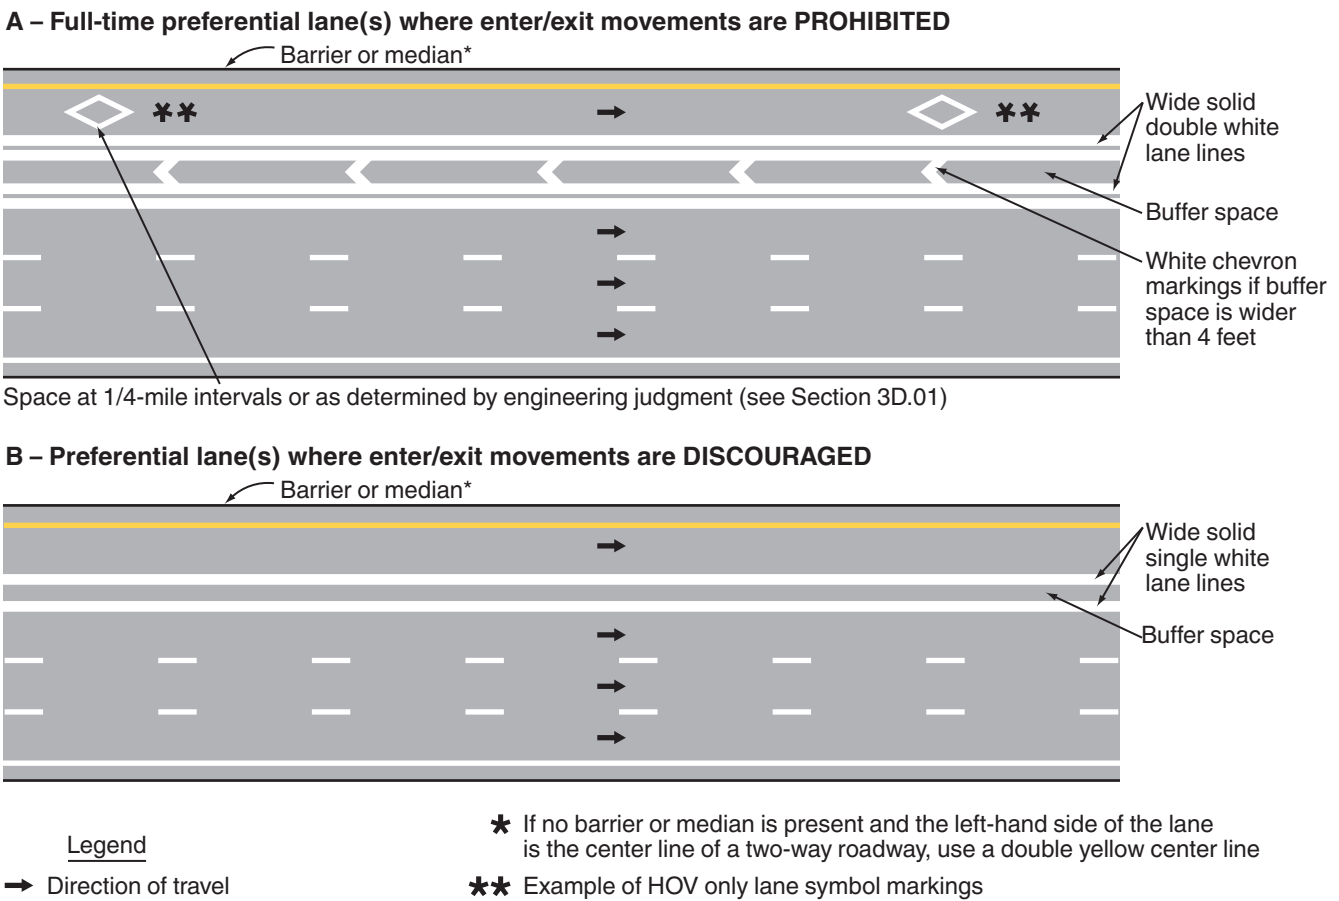 A – Full-time preferential lane(s) where enter/exit movements are PROHIBITED
Barrier or median*
Wide solid
double white
lane lines
Buffer space
White chevron
markings if buffer
space is wider
than 4 feet
Space at 1/4-mile intervals or as determined by engineering judgment (see Section 3D.01)
B – Preferential lane(s) where enter/exit movements are DISCOURAGED
Barrier or median*
Wide solid
single white
lane lines
Buffer space
Legend
Direction of travel
* If no barrier or median is present and the left-hand side of the lane
is the center line of a two-way roadway, use a double yellow center line
** Example of HOV only lane symbol markings